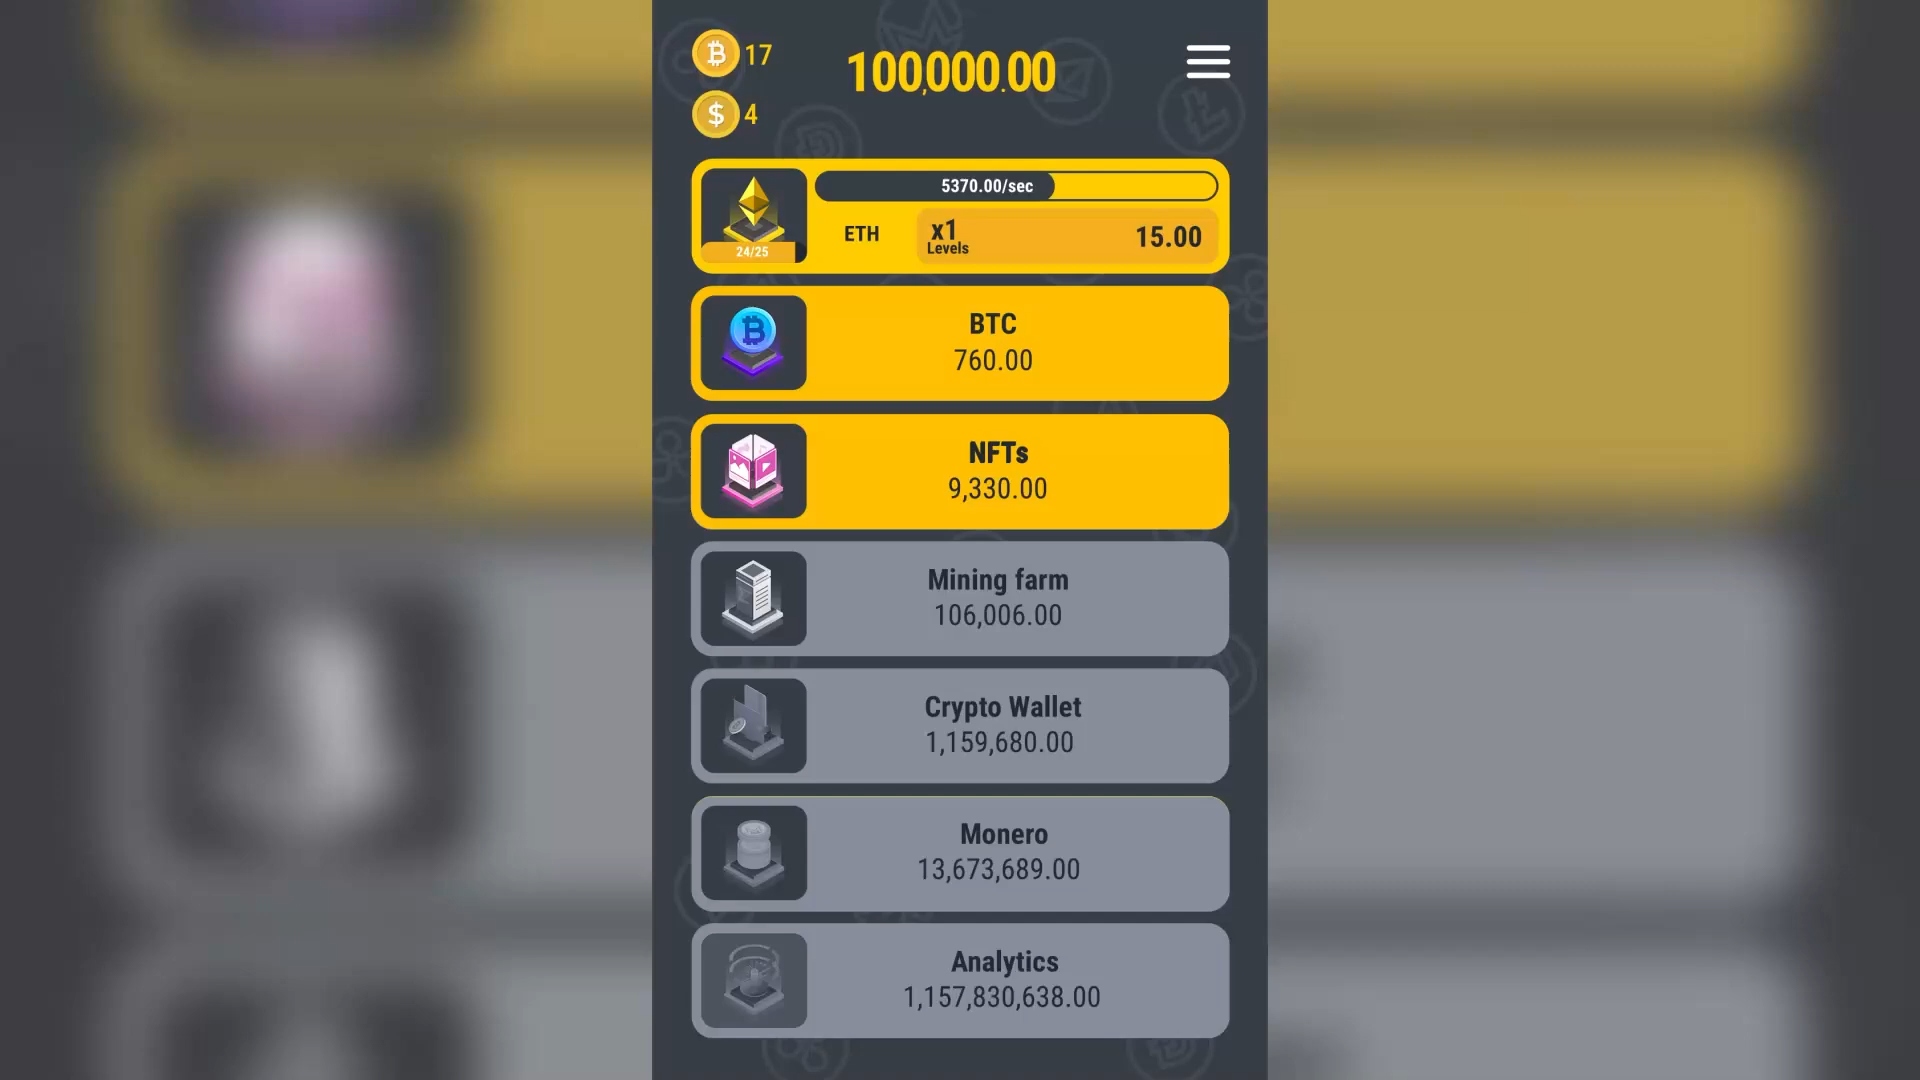 17
100,000.00
4
5370.00/sec
24/25
ETH
x1
Levels
15.00
BTC
760.00
NFTs
9,330.00
Mining farm
106,006.00
Crypto Wallet
1,159,680.00
Monero
13,673,689.00
Analytics
1,157,830,638.00